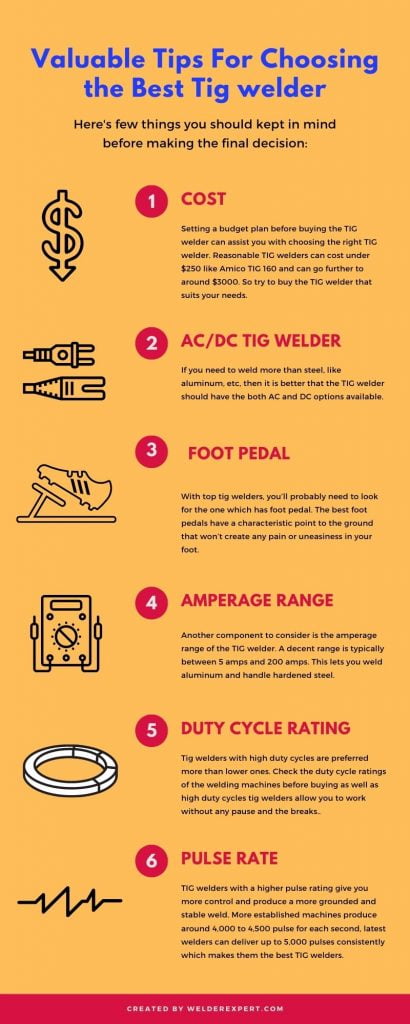 Valuable Tips For Choosing
the Best Tig welder
Here's few things you should kept in mind
before making the final decision:
1 COST
Setting a budget plan before buying the TIG
welder can assist you with choosing the right TIG
welder. Reasonable TIG welders can cost under
$250 like Amico TIG 160 and can go further to
around $3000. So try to buy the TIG welder that
suits your needs.
2 AC/DC TIG WELDER
If you need to weld more than steel, like
aluminum, etc, then it is better that the TIG welder
should have the both AC and DC options available.
3 FOOT PEDAL
With top tig welders, you'll probably need to look
for the one which has foot pedal. The best foot
pedals have a characteristic point to the ground
that won't create any pain or uneasiness in your
foot.
4 AMPERAGE RANGE
Another component to consider is the amperage
range of the TIG welder. A decent range is typically
between 5 amps and 200 amps. This lets you weld
aluminum and handle hardened steel.
5 DUTY CYCLE RATING
Tig welders with high duty cycles are preferred
more than lower ones. Check the duty cycle ratings
of the welding machines before buying as well as
high duty cycles tig welders allow you to work
without any pause and the breaks..
6 PULSE RATE
TIG welders with a higher pulse rating give you
more control and produce a more grounded and
stable weld. More established machines produce
around 4,000 to 4,500 pulse for each second, latest
welders can deliver up to 5,000 pulses consistently
which makes them the best TIG welders.
CREATED BY WELDEREXPERT.COM